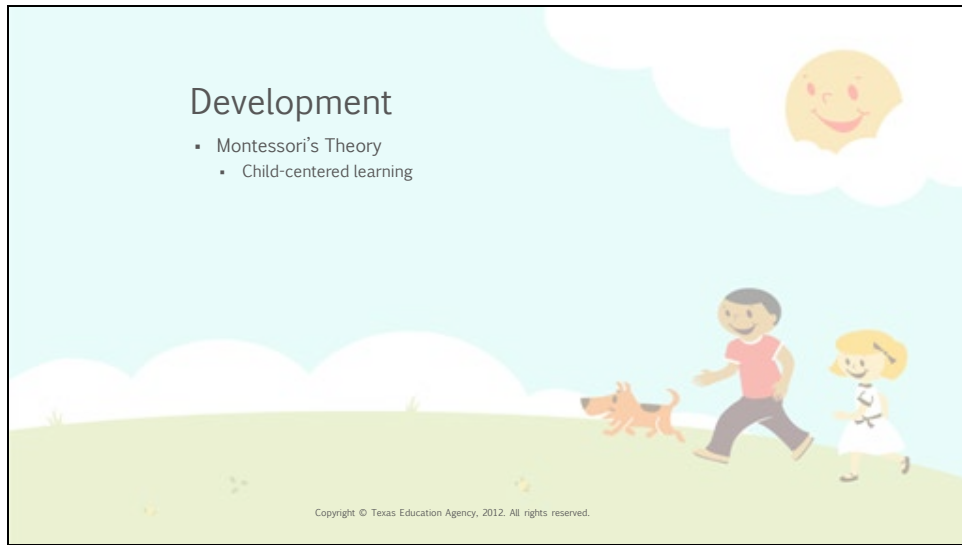 Development
▪ Montessori’s Theory
▪ Child-centered learning
Copyright © Texas Education Agency, 2012. All rights reserved.